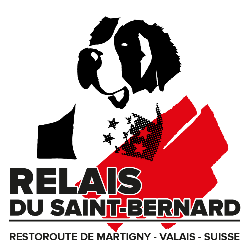 RELAIS
DU SAINT-BERNARD
RESTOROUTE DE MARTIGNY - VALAIS - SUISSE